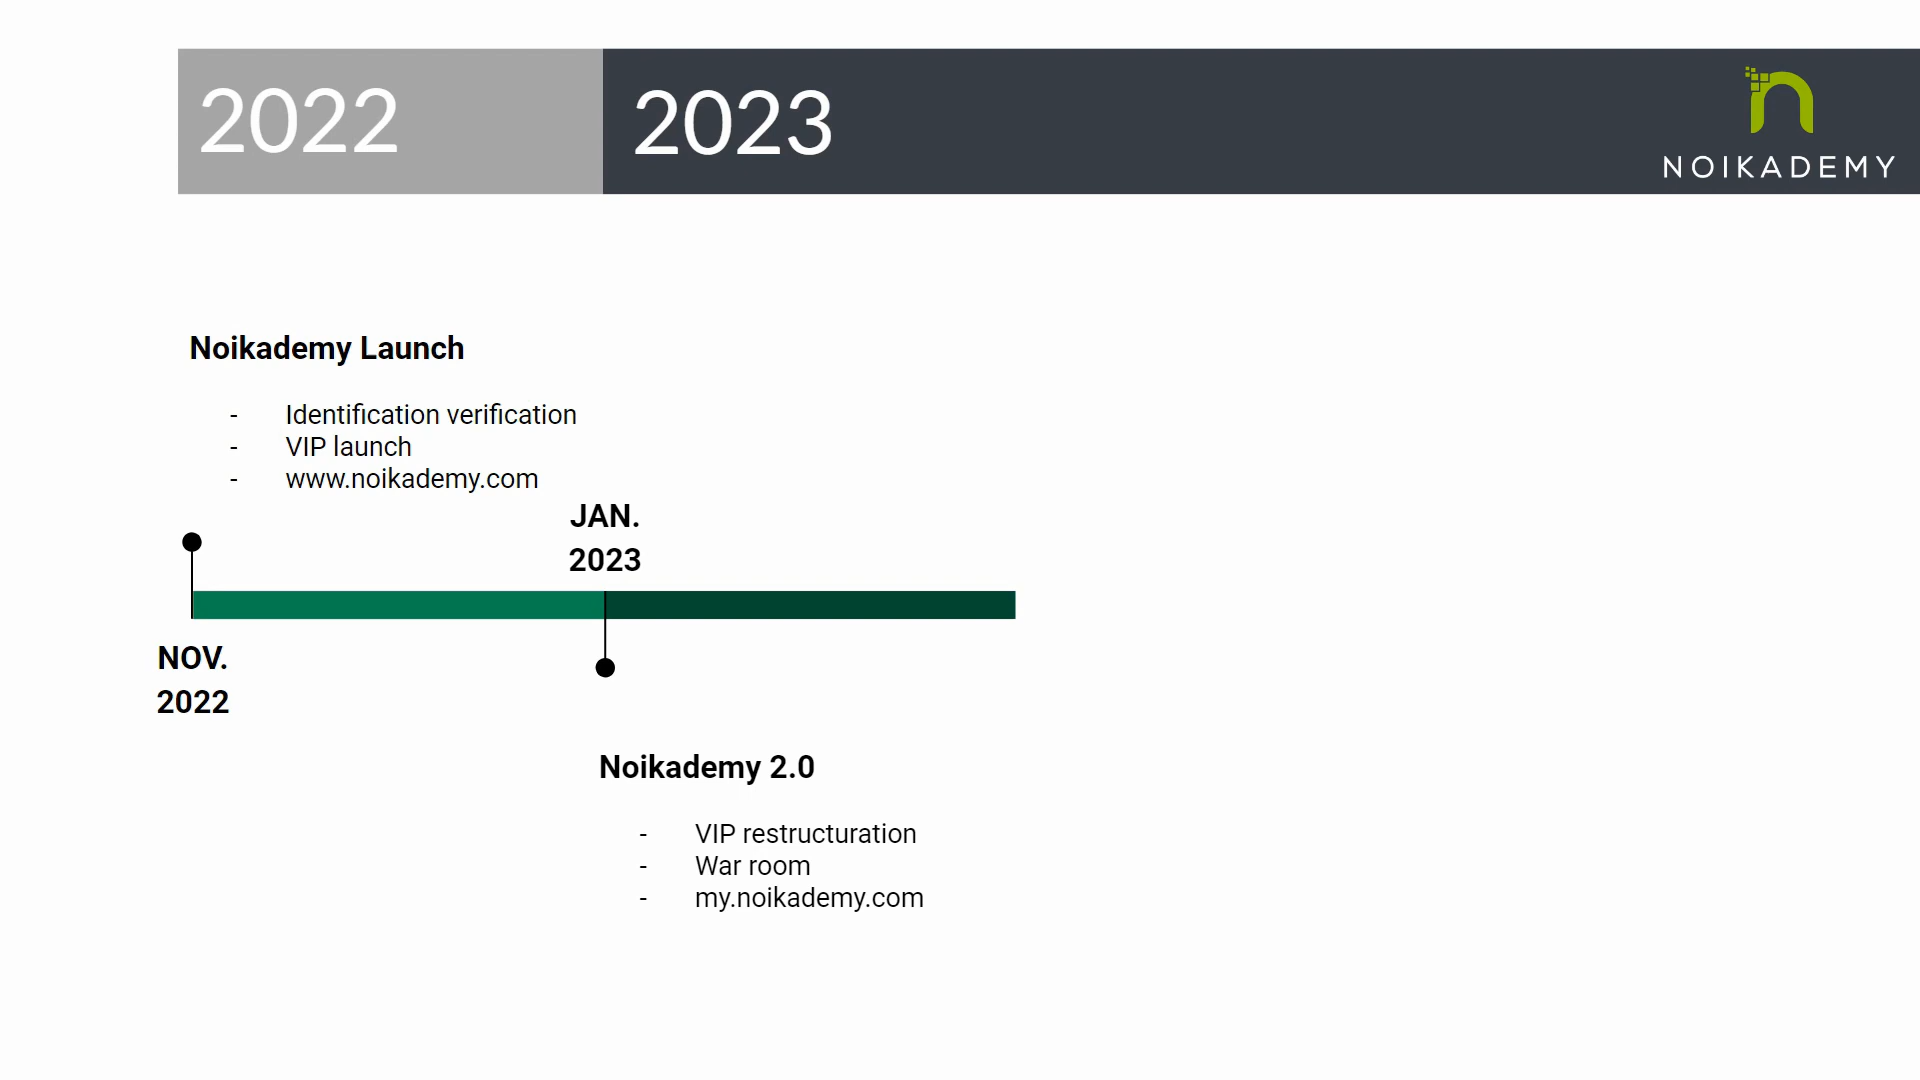 2022
2023
NOIKADEMY
Noikademy Launch
- Identification verification
- VIP launch
- www.noikademy.com
JAN.
2023
NOV.
2022
Noikademy 2.0
- VIP restructuration
- War room
- my.noikademy.com